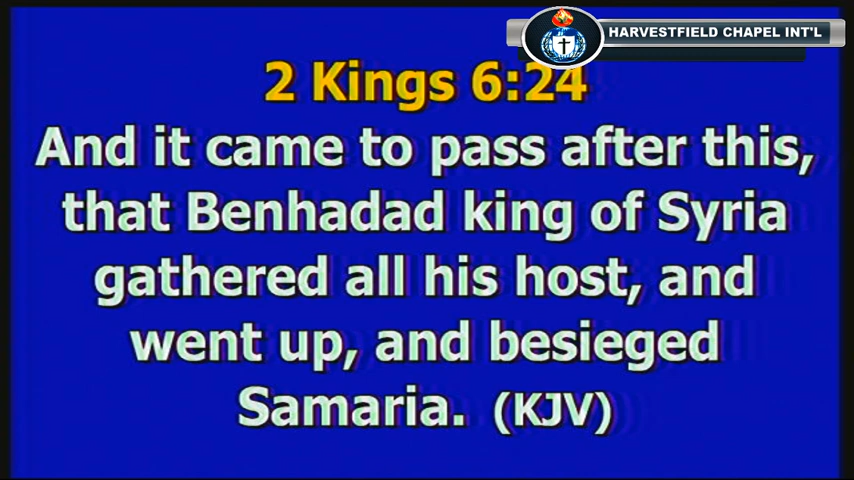 HARVESTFIELD CHAPEL INT'L
2 Kings 6:24
And it came to pass after this,
that Benhadad king of Syria
gathered all his host, and
went up, and besieged
Samaria. (KJV)